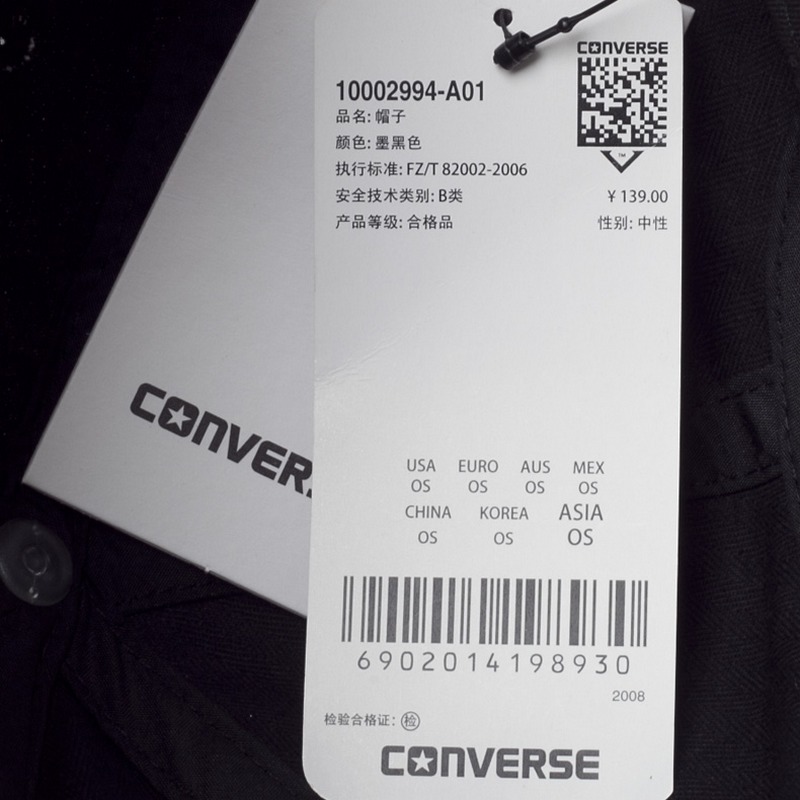 CONVERSE
10002994-A01
品名: 帽子
颜色: 墨黑色
执行标准: FZ/T 82002-2006
安全技术类别: B类
¥ 139.00
产品等级: 合格品
性别: 中性
TM
CONVER
USA EURO AUS MEX
OS OS OS OS
CHINA KOREA ASIA
OS OS OS
6902014198930
2008
检验合格证: 检
CONVERSE